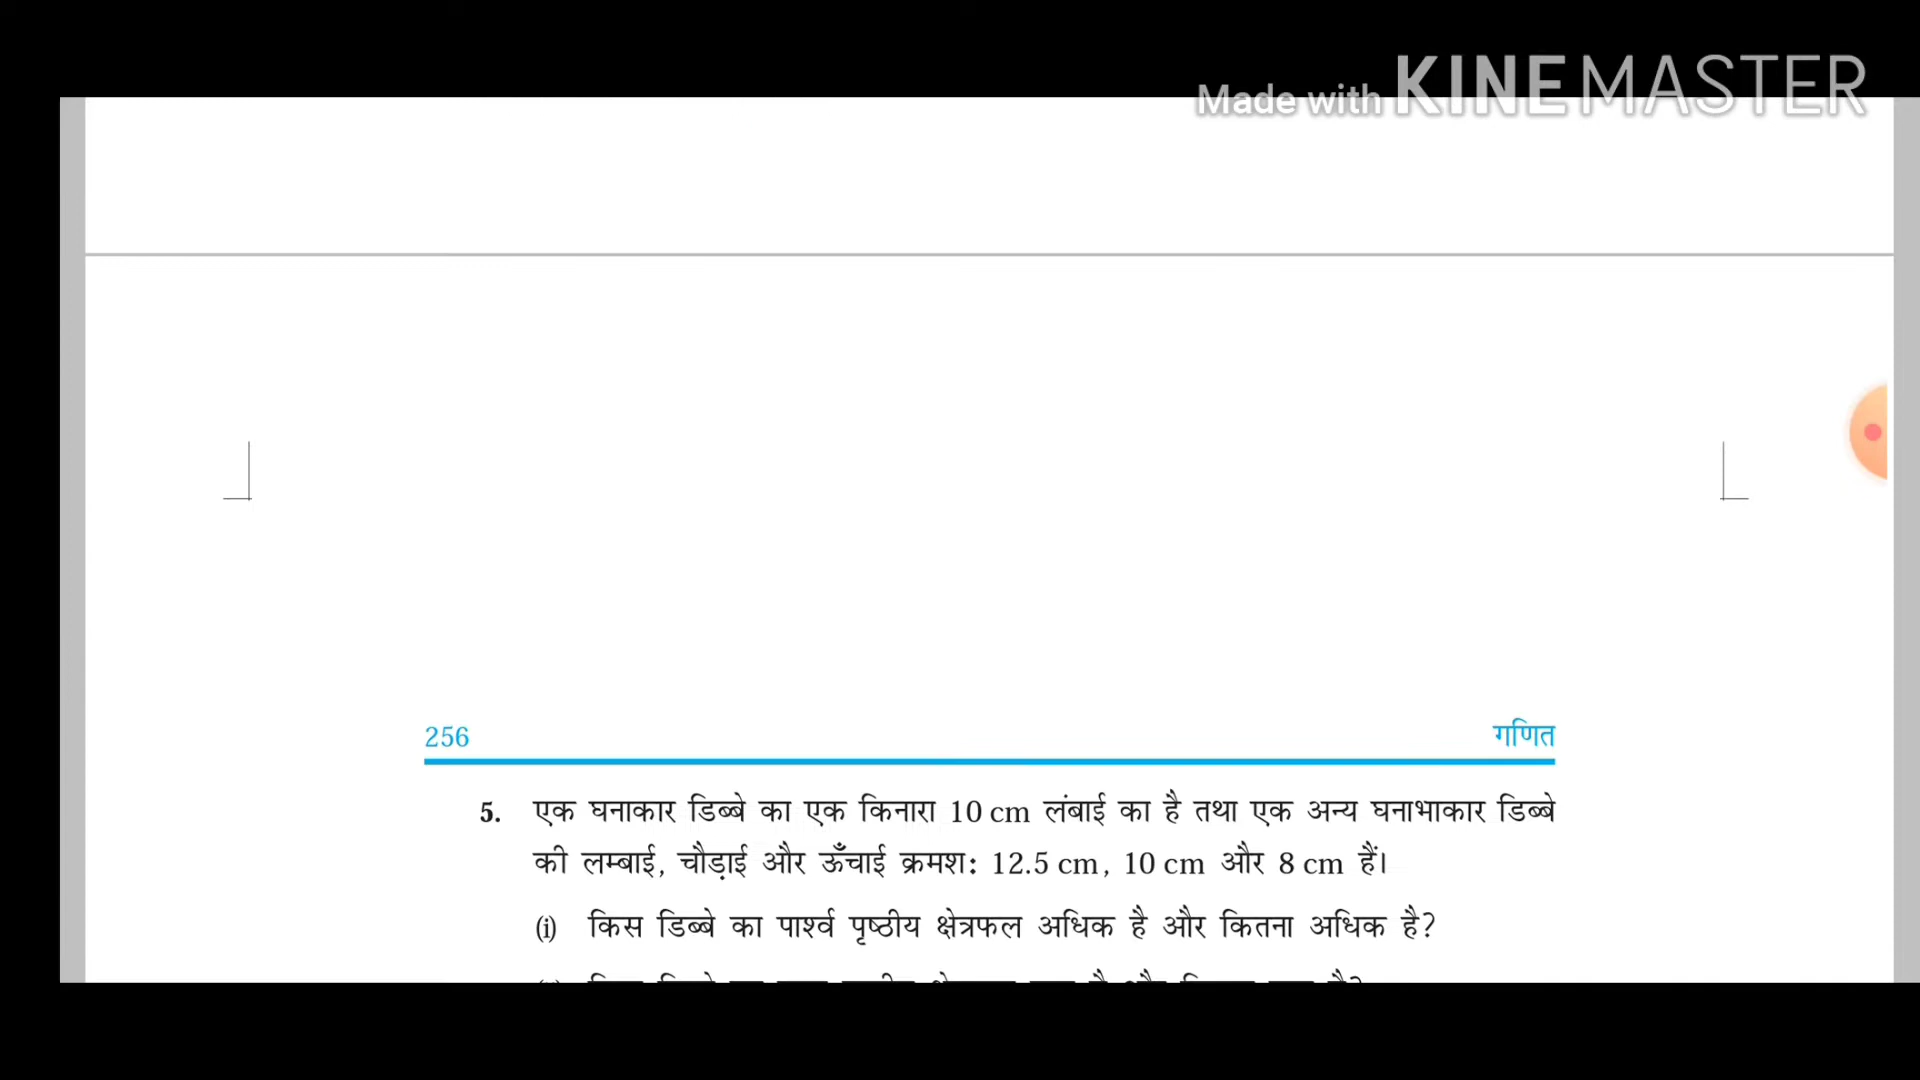 Made with KINEMASTER
256 गणित
5. एक घनाकार डिब्बे का एक किनारा 10 cm लंबाई का है तथा एक अन्य घनाभाकार डिब्बे
की लम्बाई, चौड़ाई और ऊँचाई क्रमश: 12.5 cm, 10 cm और 8 cm हैं।
(i) किस डिब्बे का पार्श्व पृष्ठीय क्षेत्रफल अधिक है और कितना अधिक है?